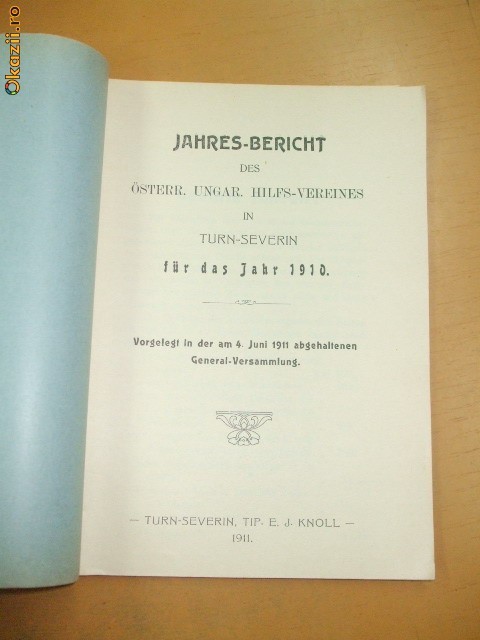 Okazii.ro
JAHRES-BERICHT
DES
ÖSTERR. UNGAR. HILFS-VEREINES
IN
TURN-SEVERIN
für das Jahr 1910.
Vorgelegt in der am 4. Juni 1911 abgehaltenen
General-Versammlung.
— TURN-SEVERIN, TIP. E. J. KNOLL —
1911.